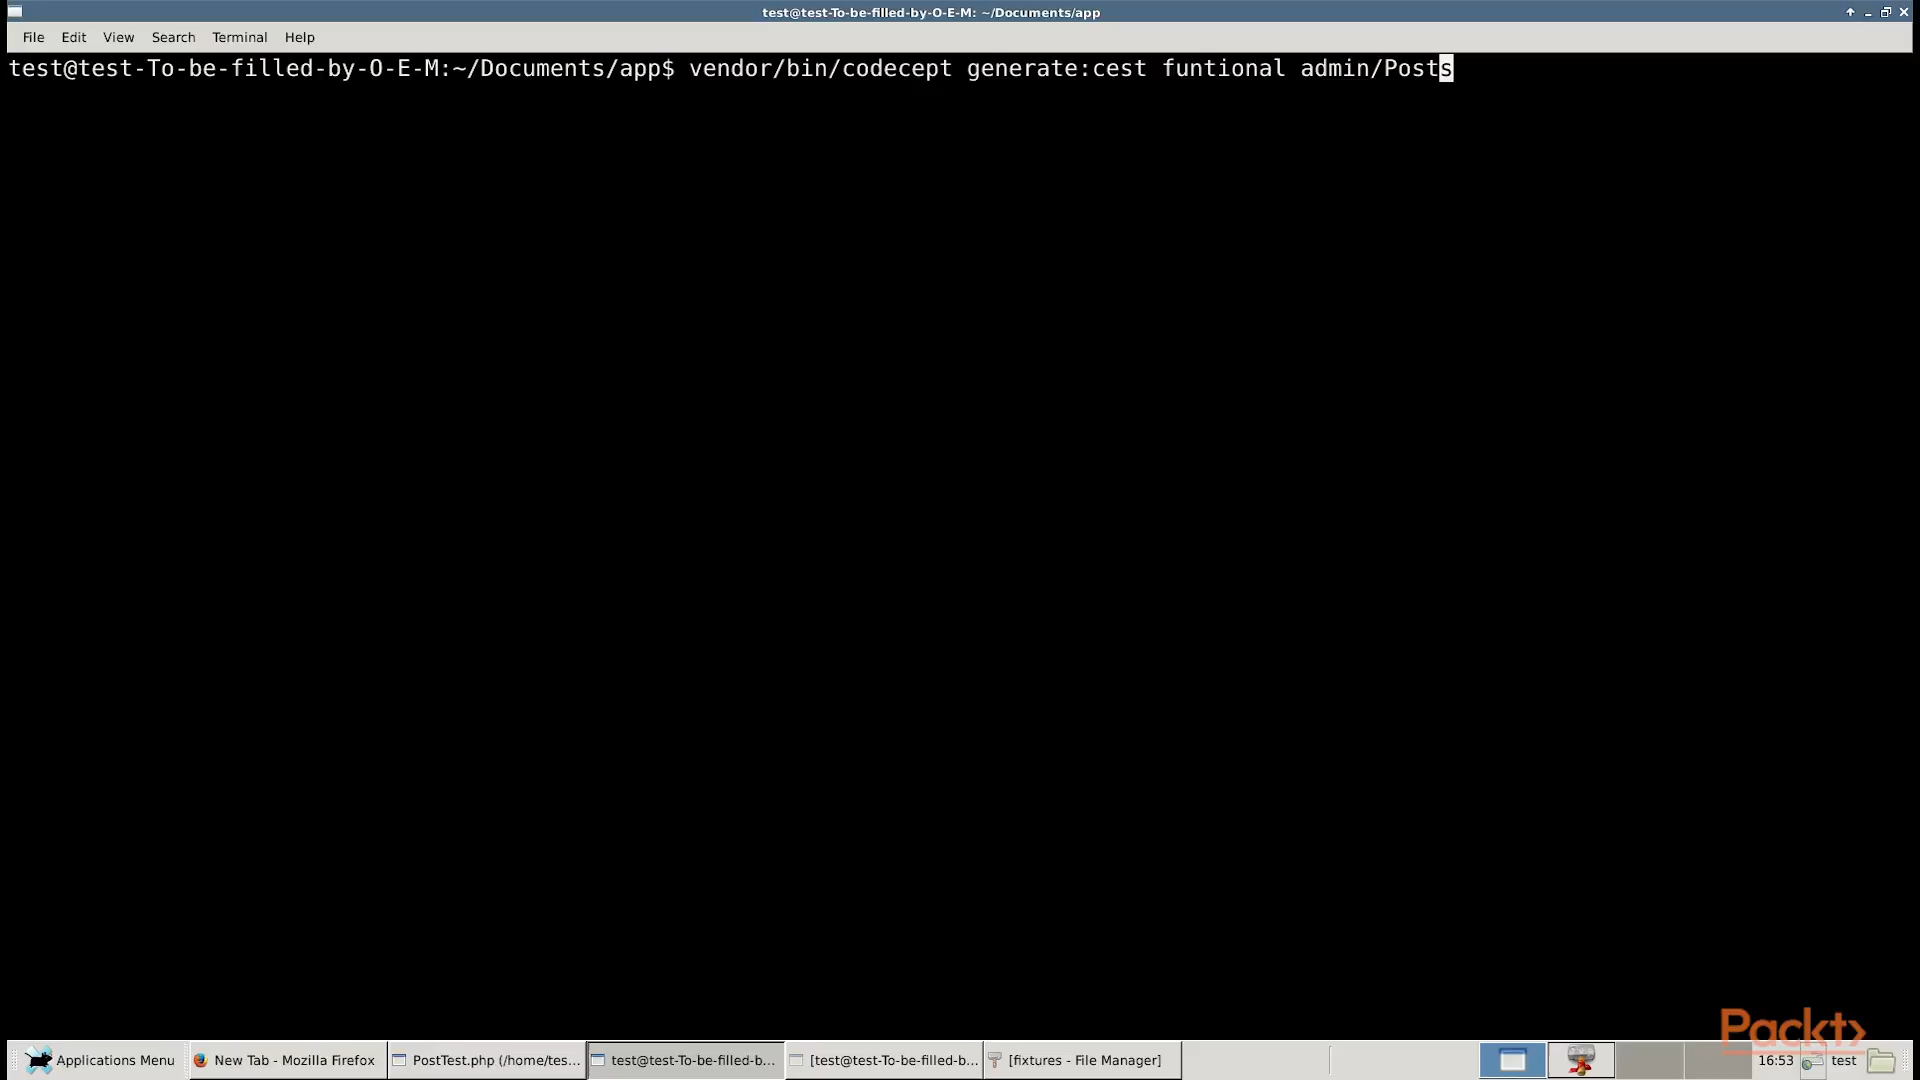 test@test-To-be-filled-by-O-E-M: ~/Documents/app
File Edit View Search Terminal Help
test@test-To-be-filled-by-O-E-M:~/Documents/app$ vendor/bin/codecept generate:cest funtional admin/Posts
Packt>
Applications Menu New Tab - Mozilla Firefox PostTest.php (/home/tes... test@test-To-be-filled-b... [test@test-To-be-filled-b... [fixtures - File Manager] 16:53 test